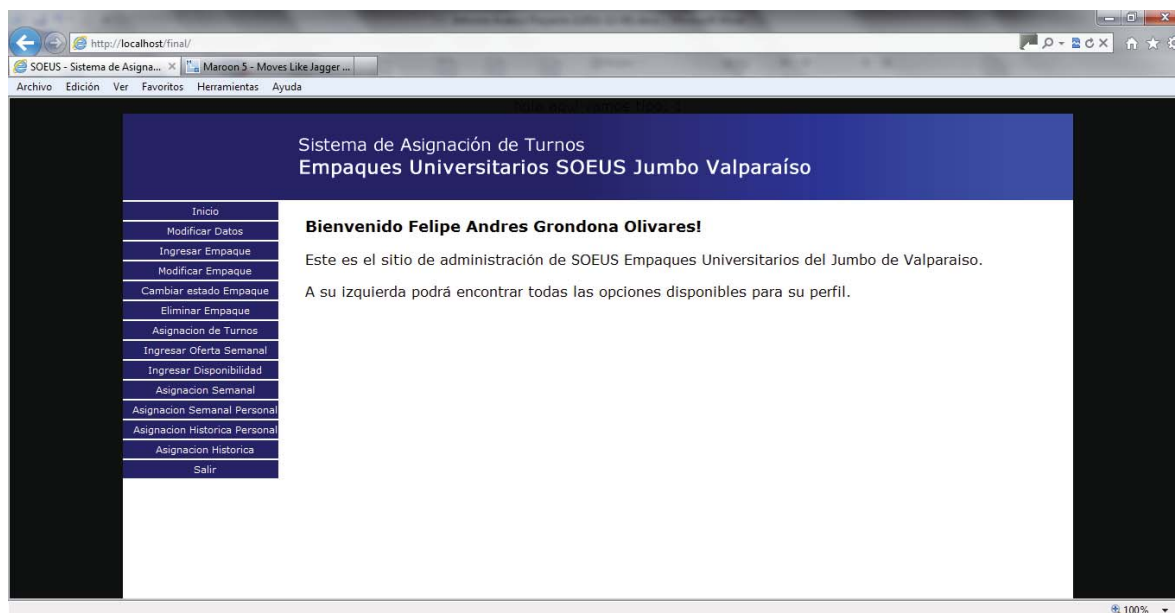 http://localhost/final/
SOEUS - Sistema de Asigna...
Maroon 5 - Moves Like Jagger ...
Archivo Edición Ver Favoritos Herramientas Ayuda
Sistema de Asignación de Turnos
Empaques Universitarios SOEUS Jumbo Valparaíso
Inicio
Modificar Datos
Ingresar Empaque
Modificar Empaque
Cambiar estado Empaque
Eliminar Empaque
Asignacion de Turnos
Ingresar Oferta Semanal
Ingresar Disponibilidad
Asignacion Semanal
Asignacion Semanal Personal
Asignacion Historica Personal
Asignacion Historica
Salir
Bienvenido Felipe Andres Grondona Olivares!
Este es el sitio de administración de SOEUS Empaques Universitarios del Jumbo de Valparaiso.
A su izquierda podrá encontrar todas las opciones disponibles para su perfil.
100%